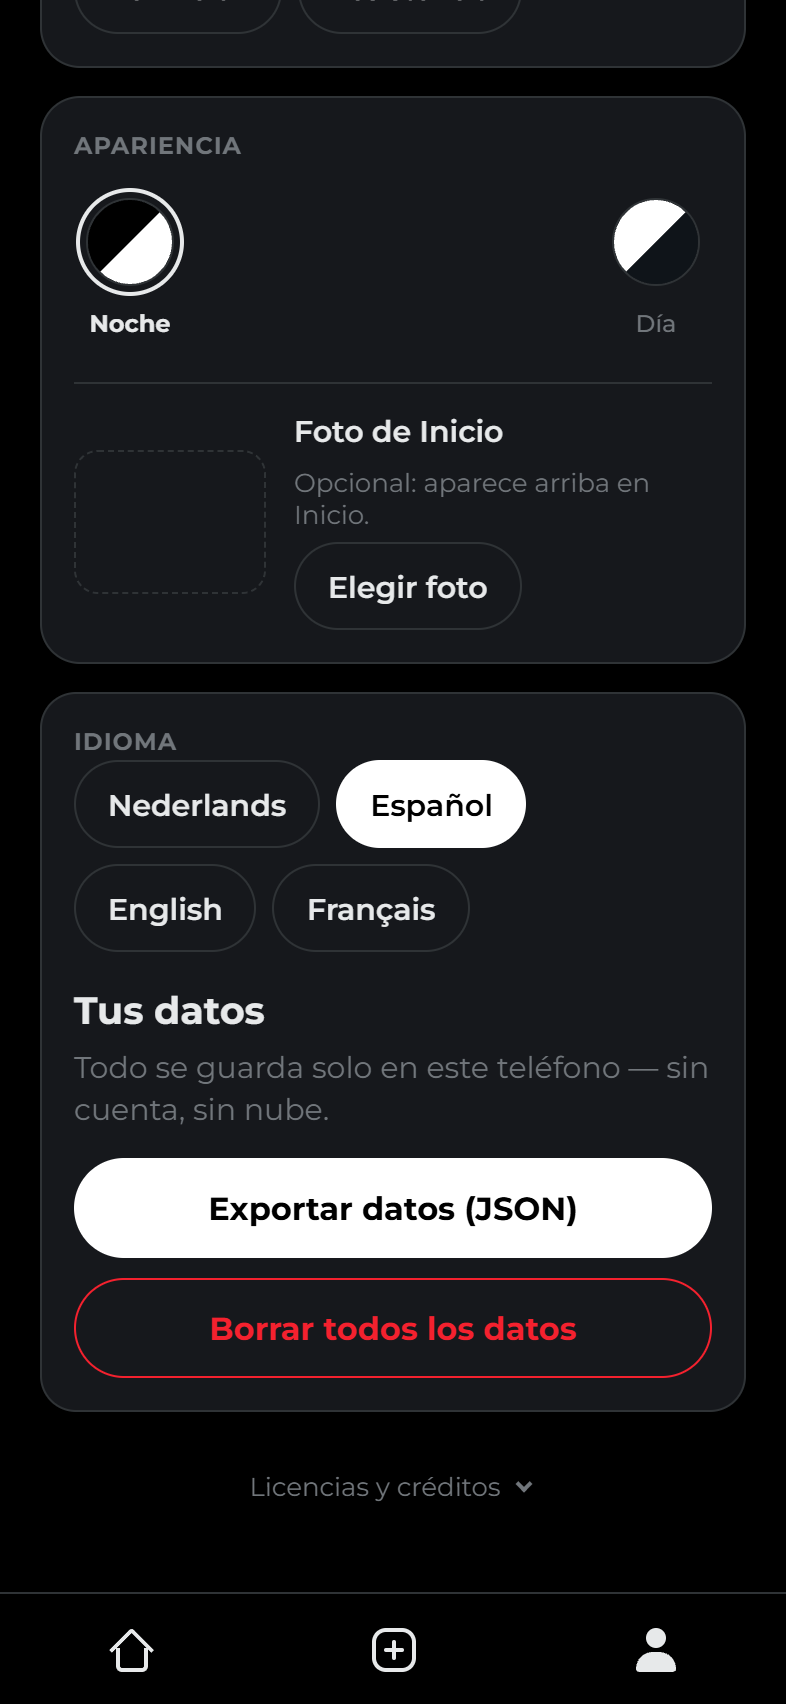 APARIENCIA
Noche
Día
Foto de Inicio
Opcional: aparece arriba en
Inicio.
Elegir foto
IDIOMA
Nederlands
Español
English
Français
Tus datos
Todo se guarda solo en este teléfono — sin
cuenta, sin nube.
Exportar datos (JSON)
Borrar todos los datos
Licencias y créditos